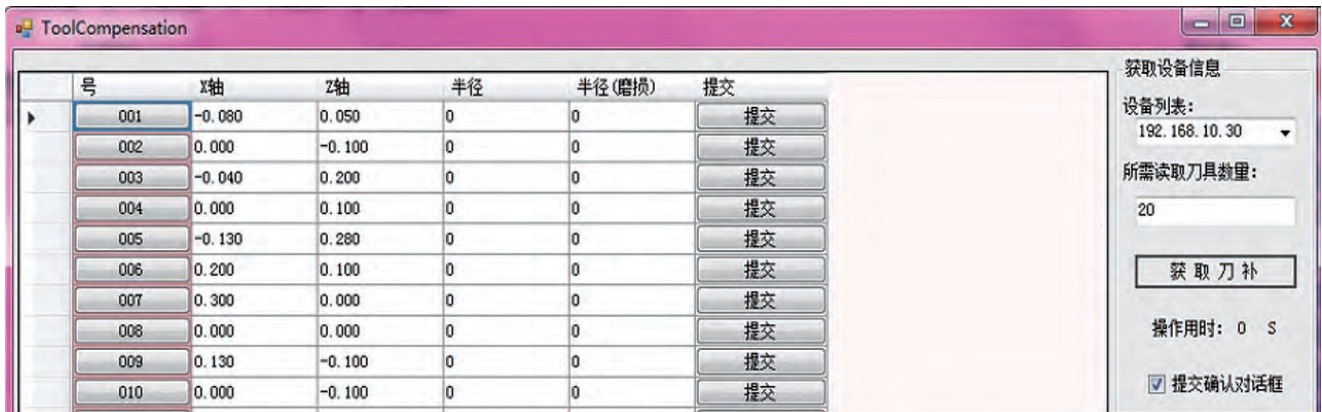 ToolCompensation
号 X轴 Z轴 半径 半径(磨损) 提交
001 -0.080 0.050 0 0 提交
002 0.000 -0.100 0 0 提交
003 -0.040 0.200 0 0 提交
004 0.000 0.100 0 0 提交
005 -0.130 0.280 0 0 提交
006 0.200 0.100 0 0 提交
007 0.300 0.000 0 0 提交
008 0.000 0.000 0 0 提交
009 0.130 -0.100 0 0 提交
010 0.000 -0.100 0 0 提交
获取设备信息
设备列表:
192.168.10.30
所需读取刀具数量:
20
获取刀补
操作用时: 0 S
提交确认对话框